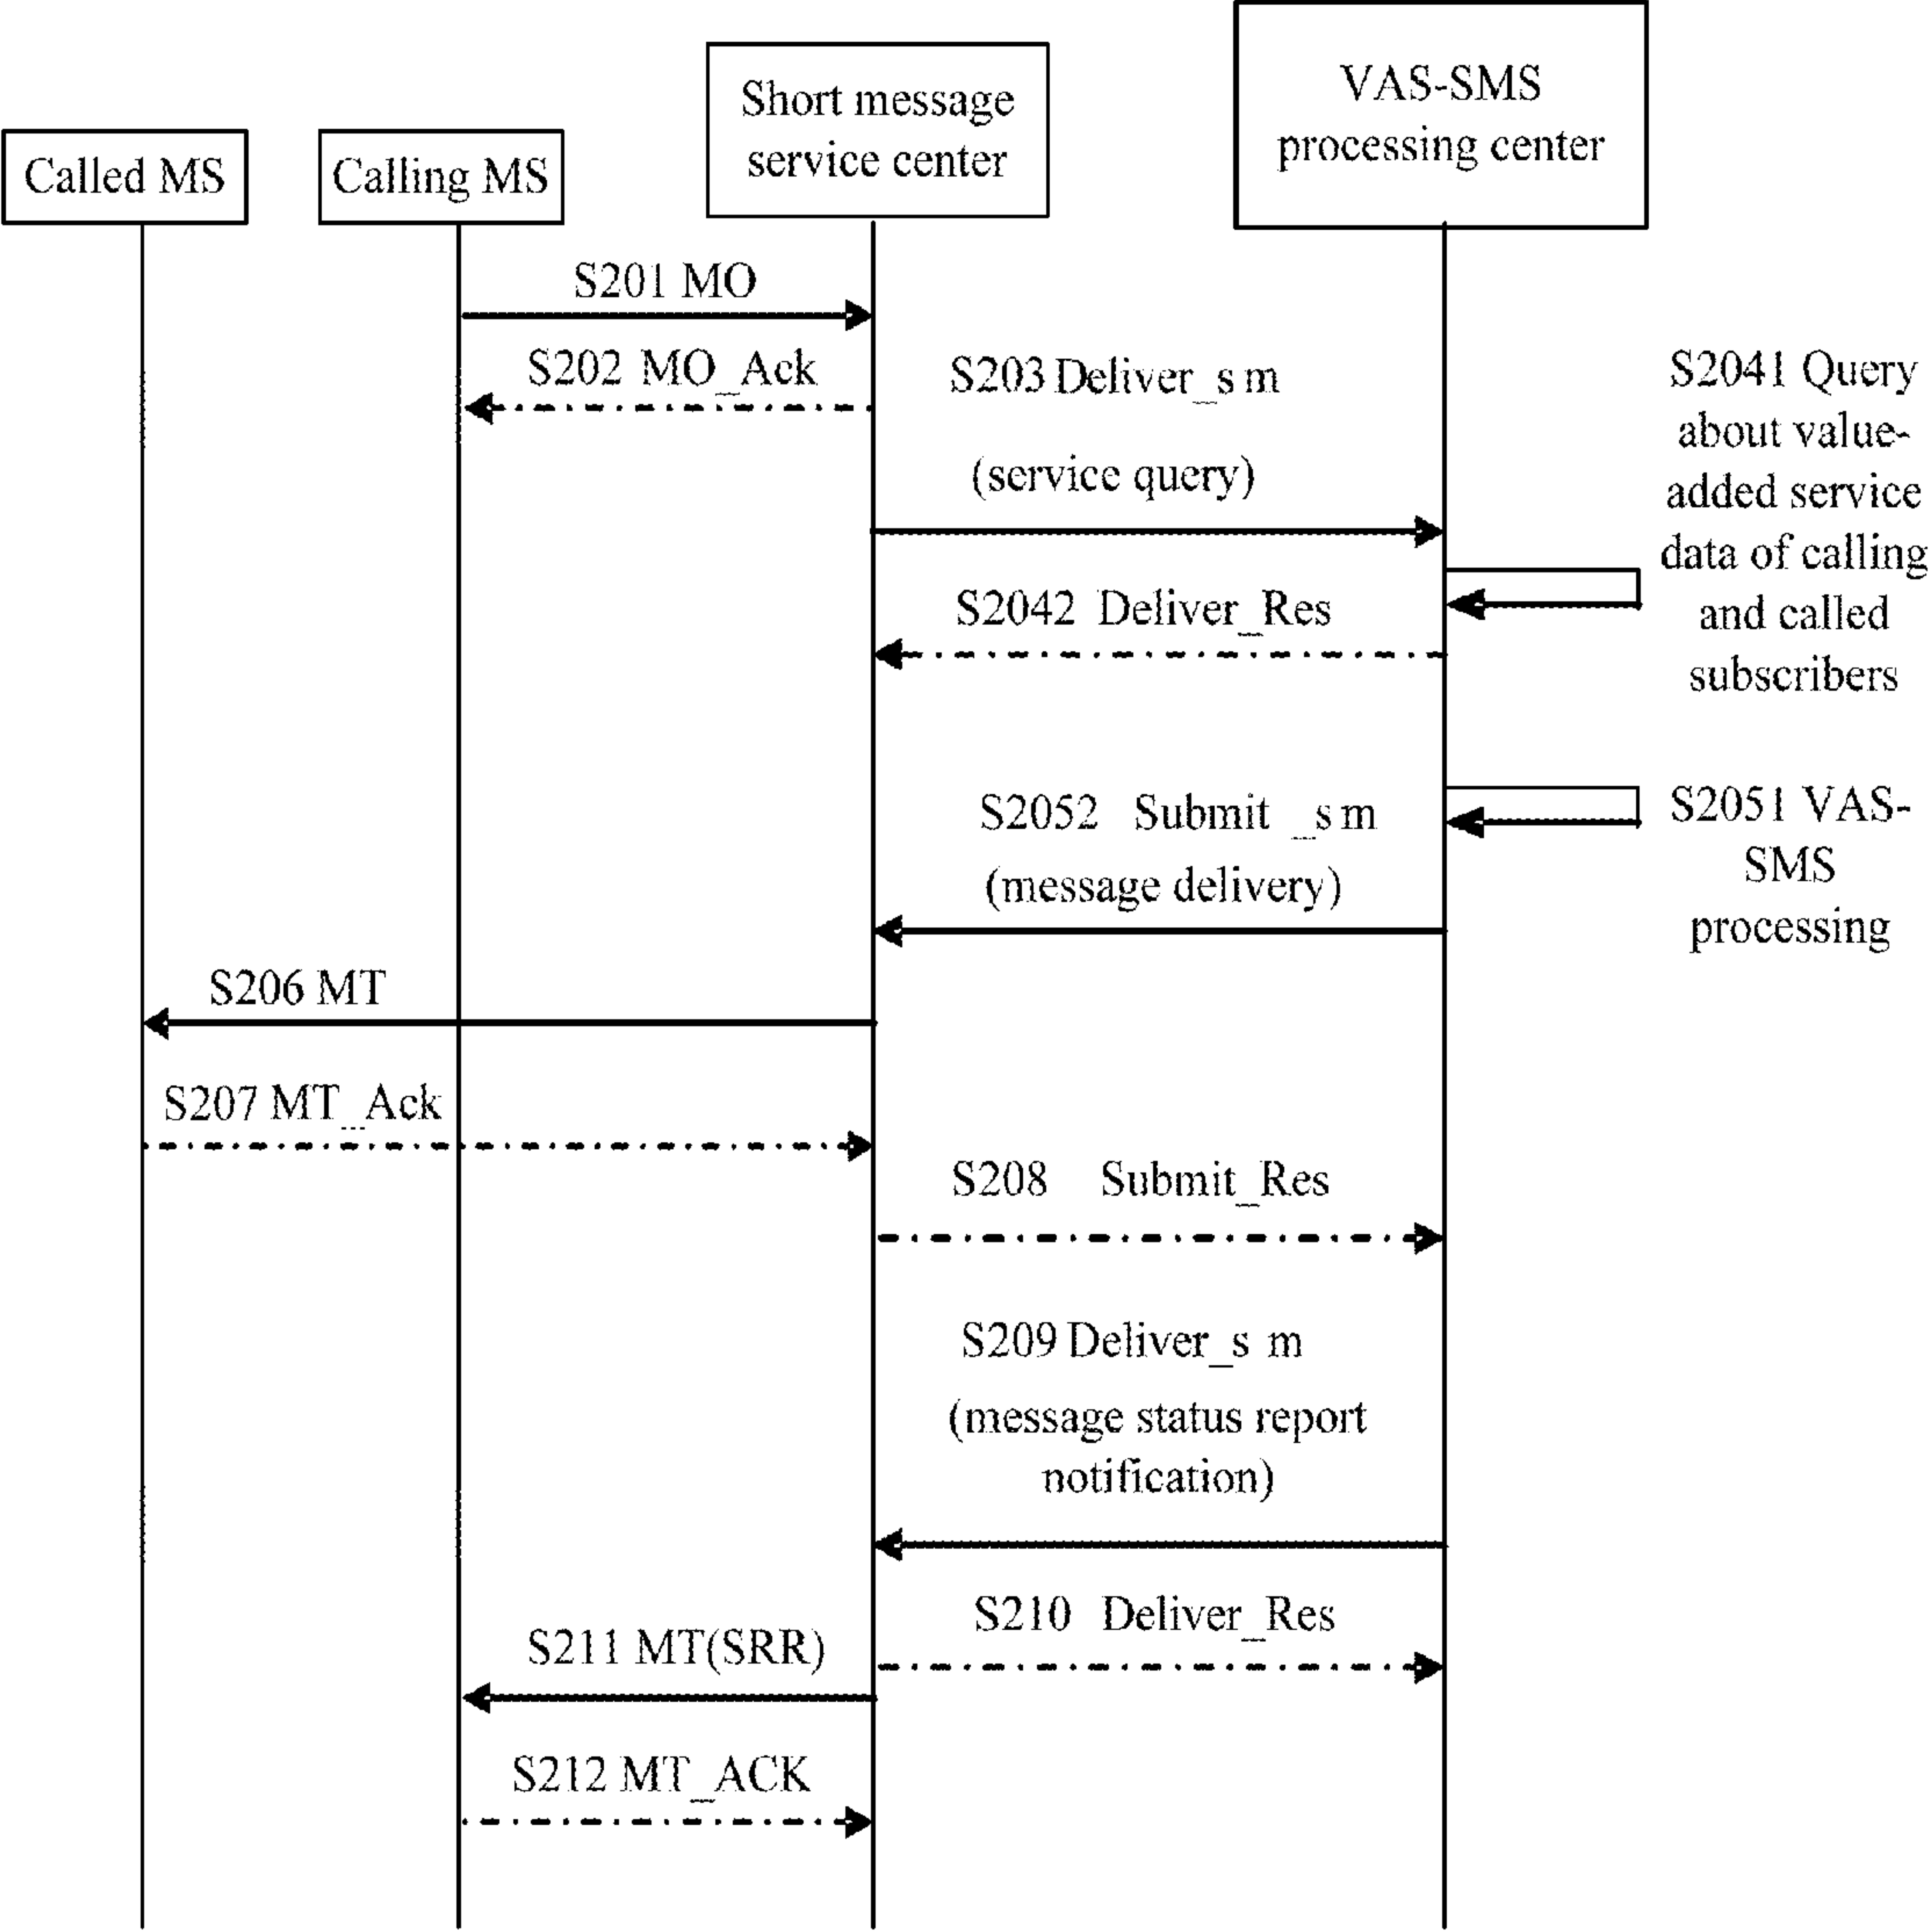 Called MS
Calling MS
Short message
service center
VAS-SMS
processing center
S201 MO
S202 MO_Ack
S203 Deliver_s m
(service query)
S2041 Query
about value-
added service
data of calling
and called
subscribers
S2042 Deliver_Res
S2051 VAS-
SMS
processing
S2052 Submit _s m
(message delivery)
S206 MT
S207 MT_Ack
S208 Submit_Res
S209 Deliver_s m
(message status report
notification)
S210 Deliver_Res
S211 MT(SRR)
S212 MT_ACK